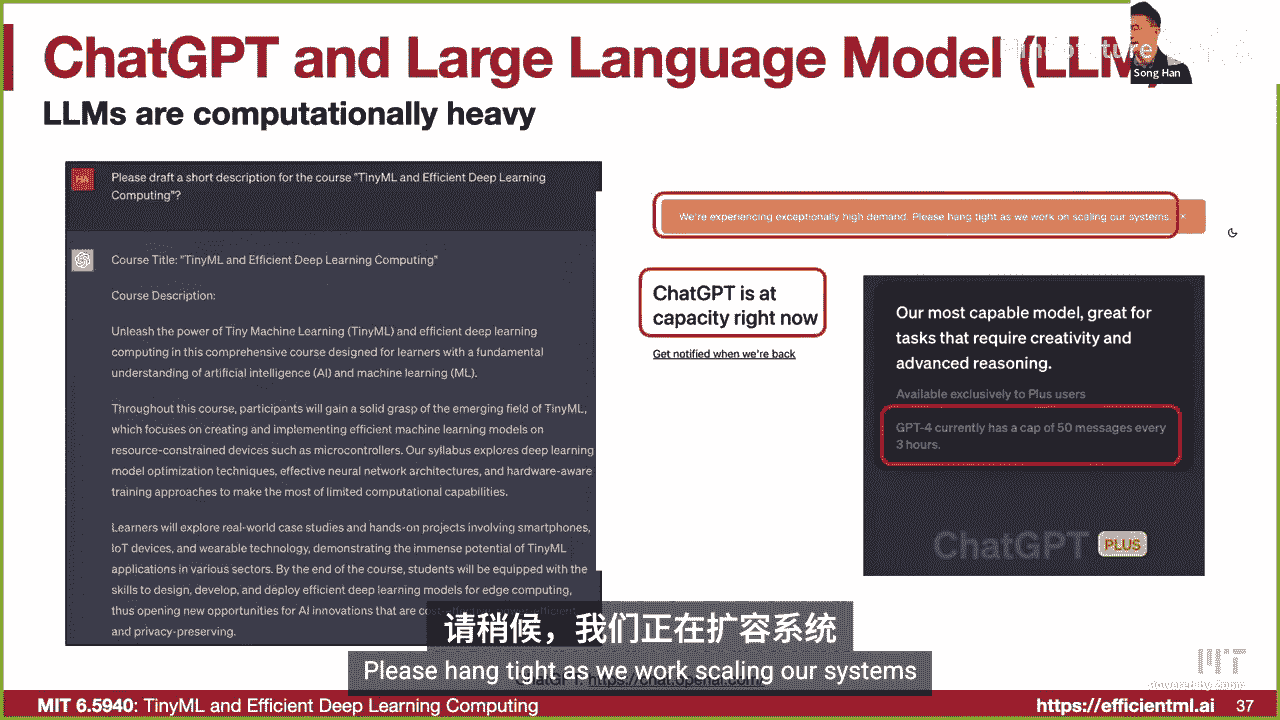 ChatGPT and Large Language Model (LLM)
Song Han
LLMs are computationally heavy
HA
Please draft a short description for the course "TinyML and Efficient Deep Learning
Computing"?
Course Title: "TinyML and Efficient Deep Learning Computing"
Course Description:
Unleash the power of Tiny Machine Learning (TinyML) and efficient deep learning
computing in this comprehensive course designed for learners with a fundamental
understanding of artificial intelligence (AI) and machine learning (ML).
Throughout this course, participants will gain a solid grasp of the emerging field of TinyML,
which focuses on creating and implementing efficient machine learning models on
resource-constrained devices such as microcontrollers. Our syllabus explores deep learning
model optimization techniques, effective neural network architectures, and hardware-aware
training approaches to make the most of limited computational capabilities.
Learners will explore real-world case studies and hands-on projects involving smartphones,
IoT devices, and wearable technology, demonstrating the immense potential of TinyML
applications in various sectors. By the end of the course, students will be equipped with the
skills to design, develop, and deploy efficient deep learning models for edge computing,
thus opening new opportunities for AI innovations that are cost-effective, power-efficient
and privacy-preserving.
We're experiencing exceptionally high demand. Please hang tight as we work on scaling our systems. ×
ChatGPT is at
capacity right now
Get notified when we're back
Our most capable model, great for
tasks that require creativity and
advanced reasoning.
Available exclusively to Plus users
GPT-4 currently has a cap of 50 messages every
3 hours.
ChatGPT PLUS
请稍候，我们正在扩容系统
Please hang tight as we work scaling our systems
https://chat.openai.com/
MIT
powered by Zoom
MIT 6.5940: TinyML and Efficient Deep Learning Computing
https://efficientml.ai
37